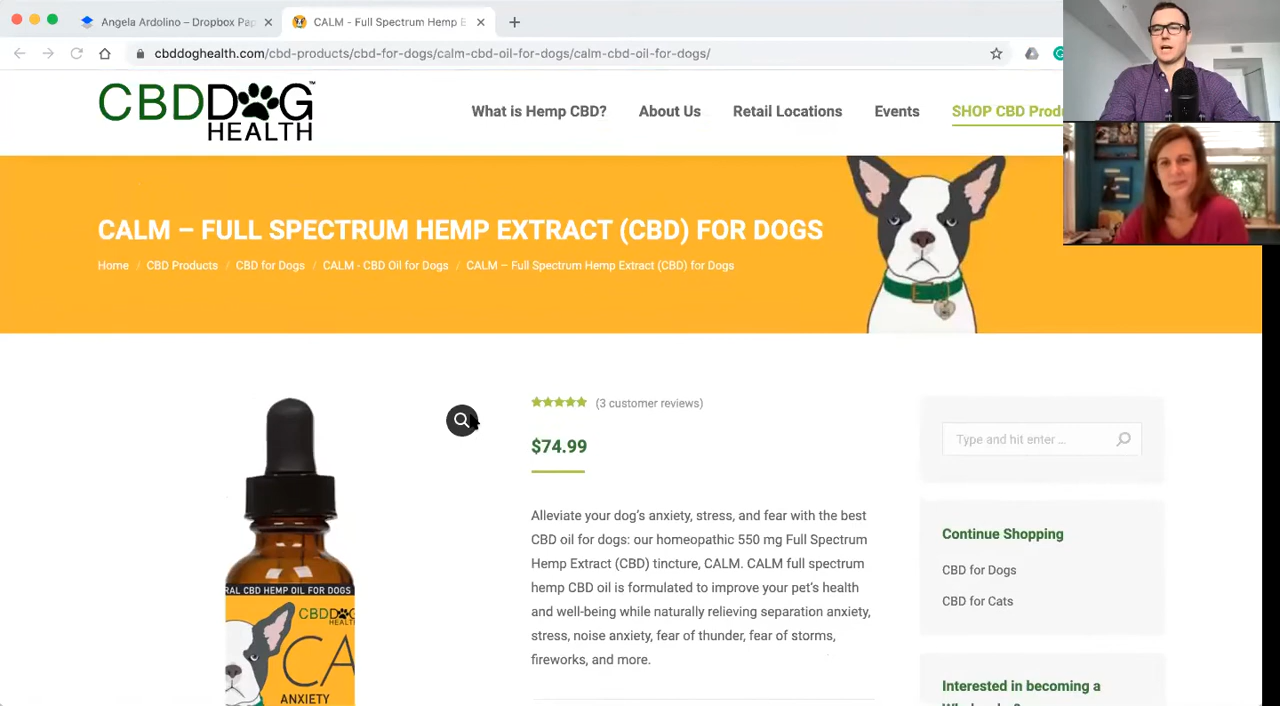 Angela Ardolino – Dropbox Pap
CALM - Full Spectrum Hemp E
cbddoghealth.com/cbd-products/cbd-for-dogs/calm-cbd-oil-for-dogs/calm-cbd-oil-for-dogs/
CBDDOG™
HEALTH
What is Hemp CBD?
About Us
Retail Locations
Events
SHOP CBD Produ
CALM – FULL SPECTRUM HEMP EXTRACT (CBD) FOR DOGS
Home / CBD Products / CBD for Dogs / CALM - CBD Oil for Dogs / CALM – Full Spectrum Hemp Extract (CBD) for Dogs
(3 customer reviews)
$74.99
Alleviate your dog's anxiety, stress, and fear with the best
CBD oil for dogs: our homeopathic 550 mg Full Spectrum
Hemp Extract (CBD) tincture, CALM. CALM full spectrum
hemp CBD oil is formulated to improve your pet's health
and well-being while naturally relieving separation anxiety,
stress, noise anxiety, fear of thunder, fear of storms,
fireworks, and more.
Type and hit enter …
Continue Shopping
CBD for Dogs
CBD for Cats
Interested in becoming a
RAL CBD HEMP OIL FOR DOGS
CBDDOG
HEALTH
CA
ANXIETY